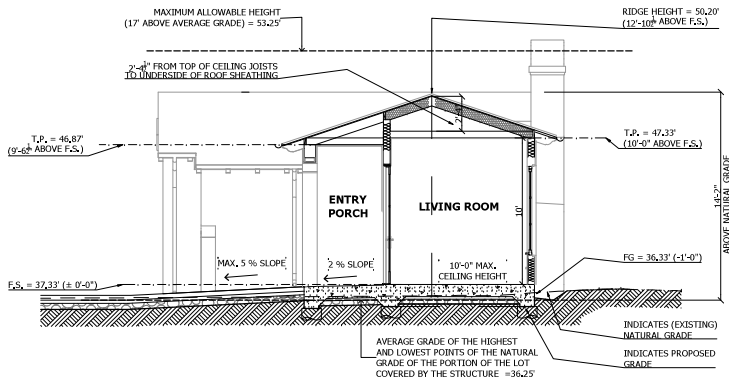 MAXIMUM ALLOWABLE HEIGHT
(17' ABOVE AVERAGE GRADE) = 53.25'
RIDGE HEIGHT = 50.20'
ABOVE F.S.)
FROM TOP OF CEILING JOISTS
TO UNDERSIDE OF ROOF SHEATHING
T.P. = 46.87'
ABOVE F.S.)
T.P. = 47.33'
(10'-0" ABOVE F.S.)
14'-2"
ABOVE NATURAL GRADE
ENTRY
PORCH
LIVING ROOM
10'
MAX. 5 % SLOPE
2 % SLOPE
10'-0" MAX.
CEILING HEIGHT
FG = 36.33' (-1'-0")
F.S. = 37.33' (± 0'-0")
INDICATES (EXISTING)
NATURAL GRADE
AVERAGE GRADE OF THE HIGHEST
AND LOWEST POINTS OF THE NATURAL
GRADE OF THE PORTION OF THE LOT
COVERED BY THE STRUCTURE =36.25'
INDICATES PROPOSED
GRADE